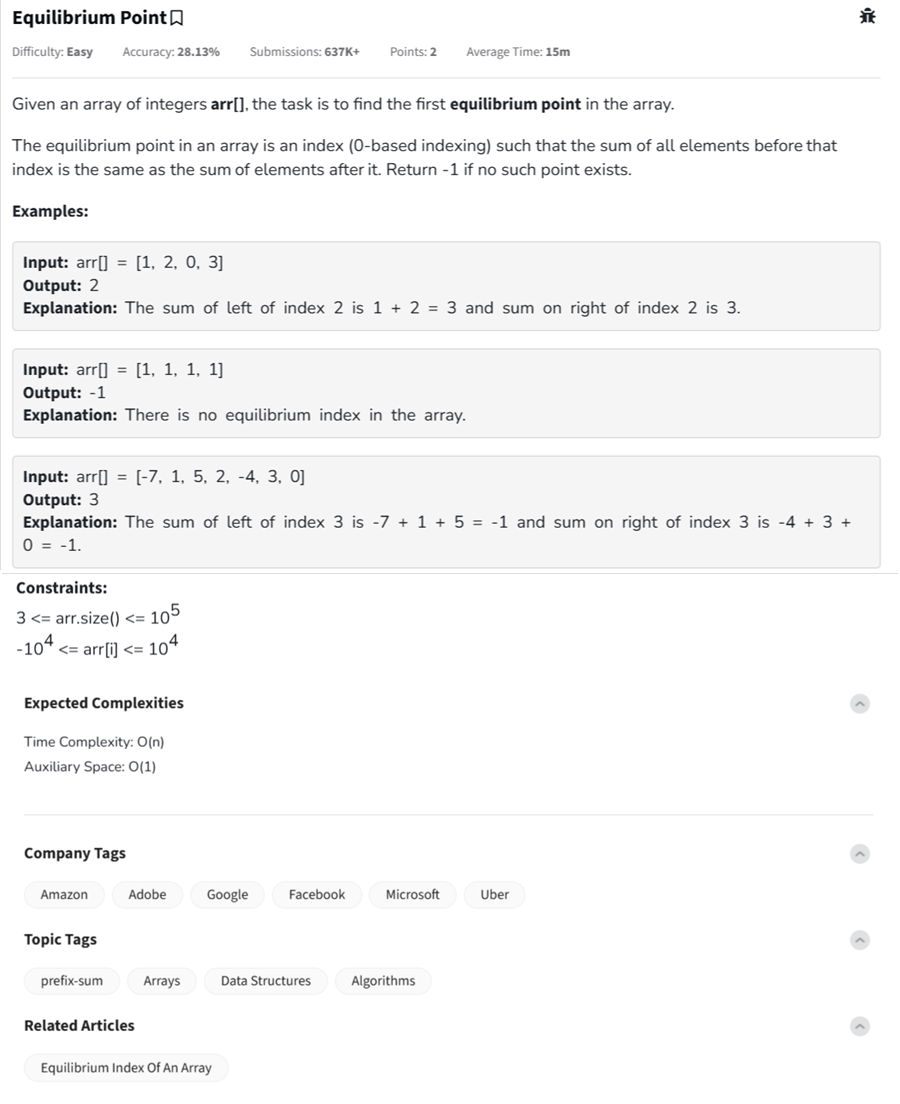 Equilibrium Point
Difficulty: Easy Accuracy: 28.13% Submissions: 637K+ Points: 2 Average Time: 15m
Given an array of integers arr[], the task is to find the first equilibrium point in the array.
The equilibrium point in an array is an index (0-based indexing) such that the sum of all elements before that
index is the same as the sum of elements after it. Return -1 if no such point exists.
Examples:
Input: arr[] = [1, 2, 0, 3]
Output: 2
Explanation: The sum of left of index 2 is 1 + 2 = 3 and sum on right of index 2 is 3.
Input: arr[] = [1, 1, 1, 1]
Output: -1
Explanation: There is no equilibrium index in the array.
Input: arr[] = [-7, 1, 5, 2, -4, 3, 0]
Output: 3
Explanation: The sum of left of index 3 is -7 + 1 + 5 = -1 and sum on right of index 3 is -4 + 3 +
0 = -1.
Constraints:
3 <= arr.size() <= 10⁵
-10⁴ <= arr[i] <= 10⁴
Expected Complexities
Time Complexity: O(n)
Auxiliary Space: O(1)
Company Tags
Amazon Adobe Google Facebook Microsoft Uber
Topic Tags
prefix-sum Arrays Data Structures Algorithms
Related Articles
Equilibrium Index Of An Array